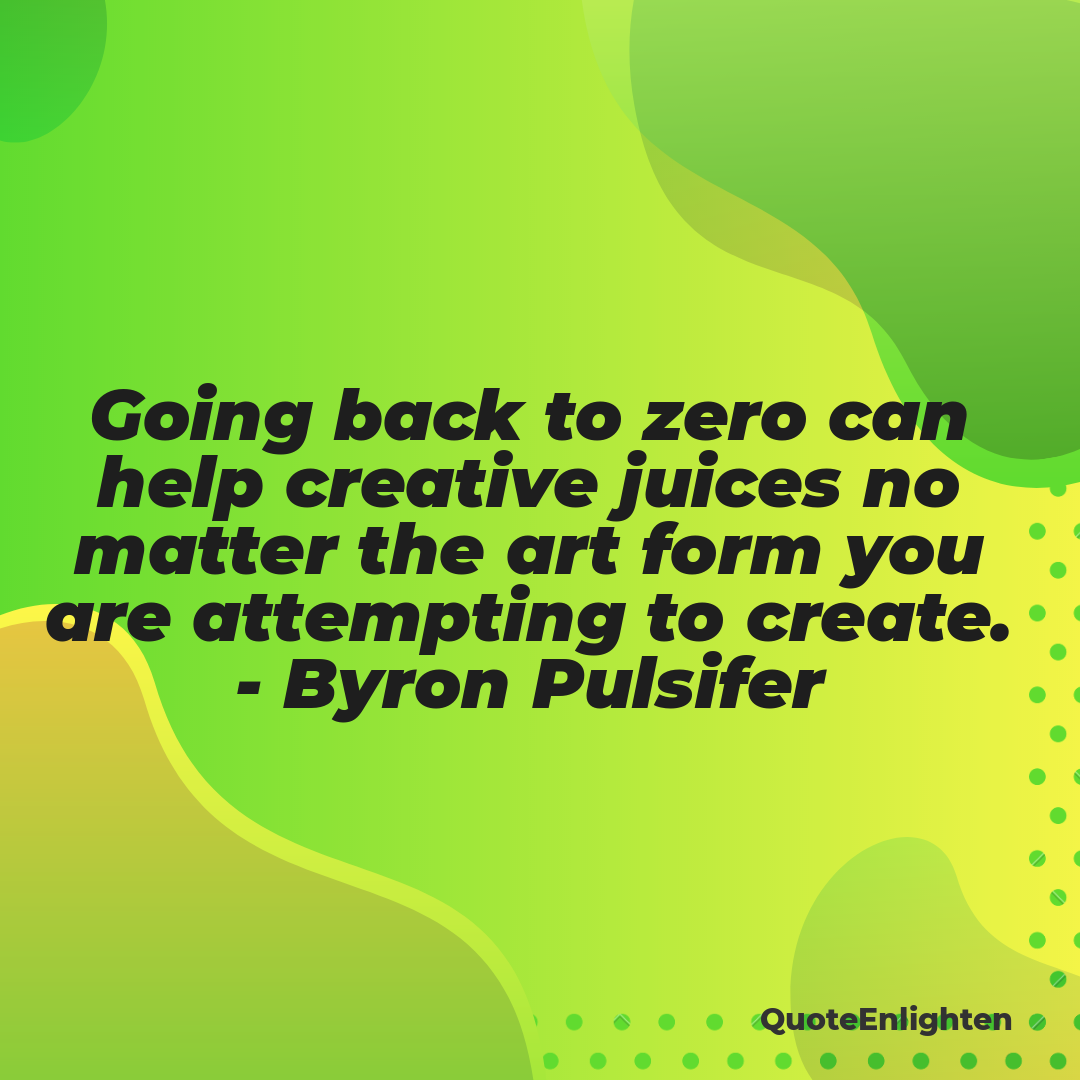 Going back to zero can
help creative juices no
matter the art form you
are attempting to create.
- Byron Pulsifer
QuoteEnlighten